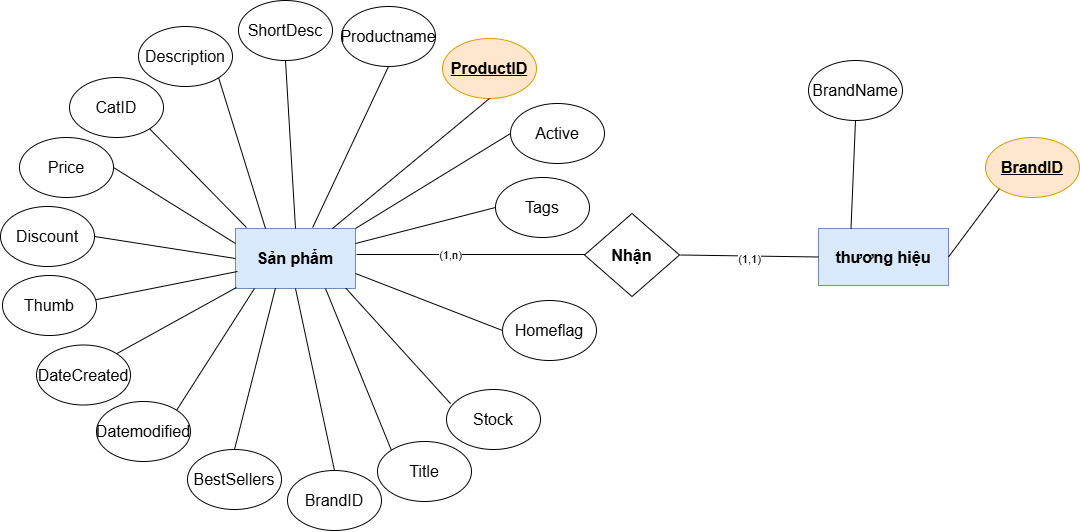 ShortDesc
Productname
Description
ProductID
BrandName
CatID
Active
Price
BrandID
Tags
Discount
Sản phẩm
(1,n)
Nhận
(1,1)
thương hiệu
Thumb
Homeflag
DateCreated
Stock
Datemodified
Title
BestSellers
BrandID